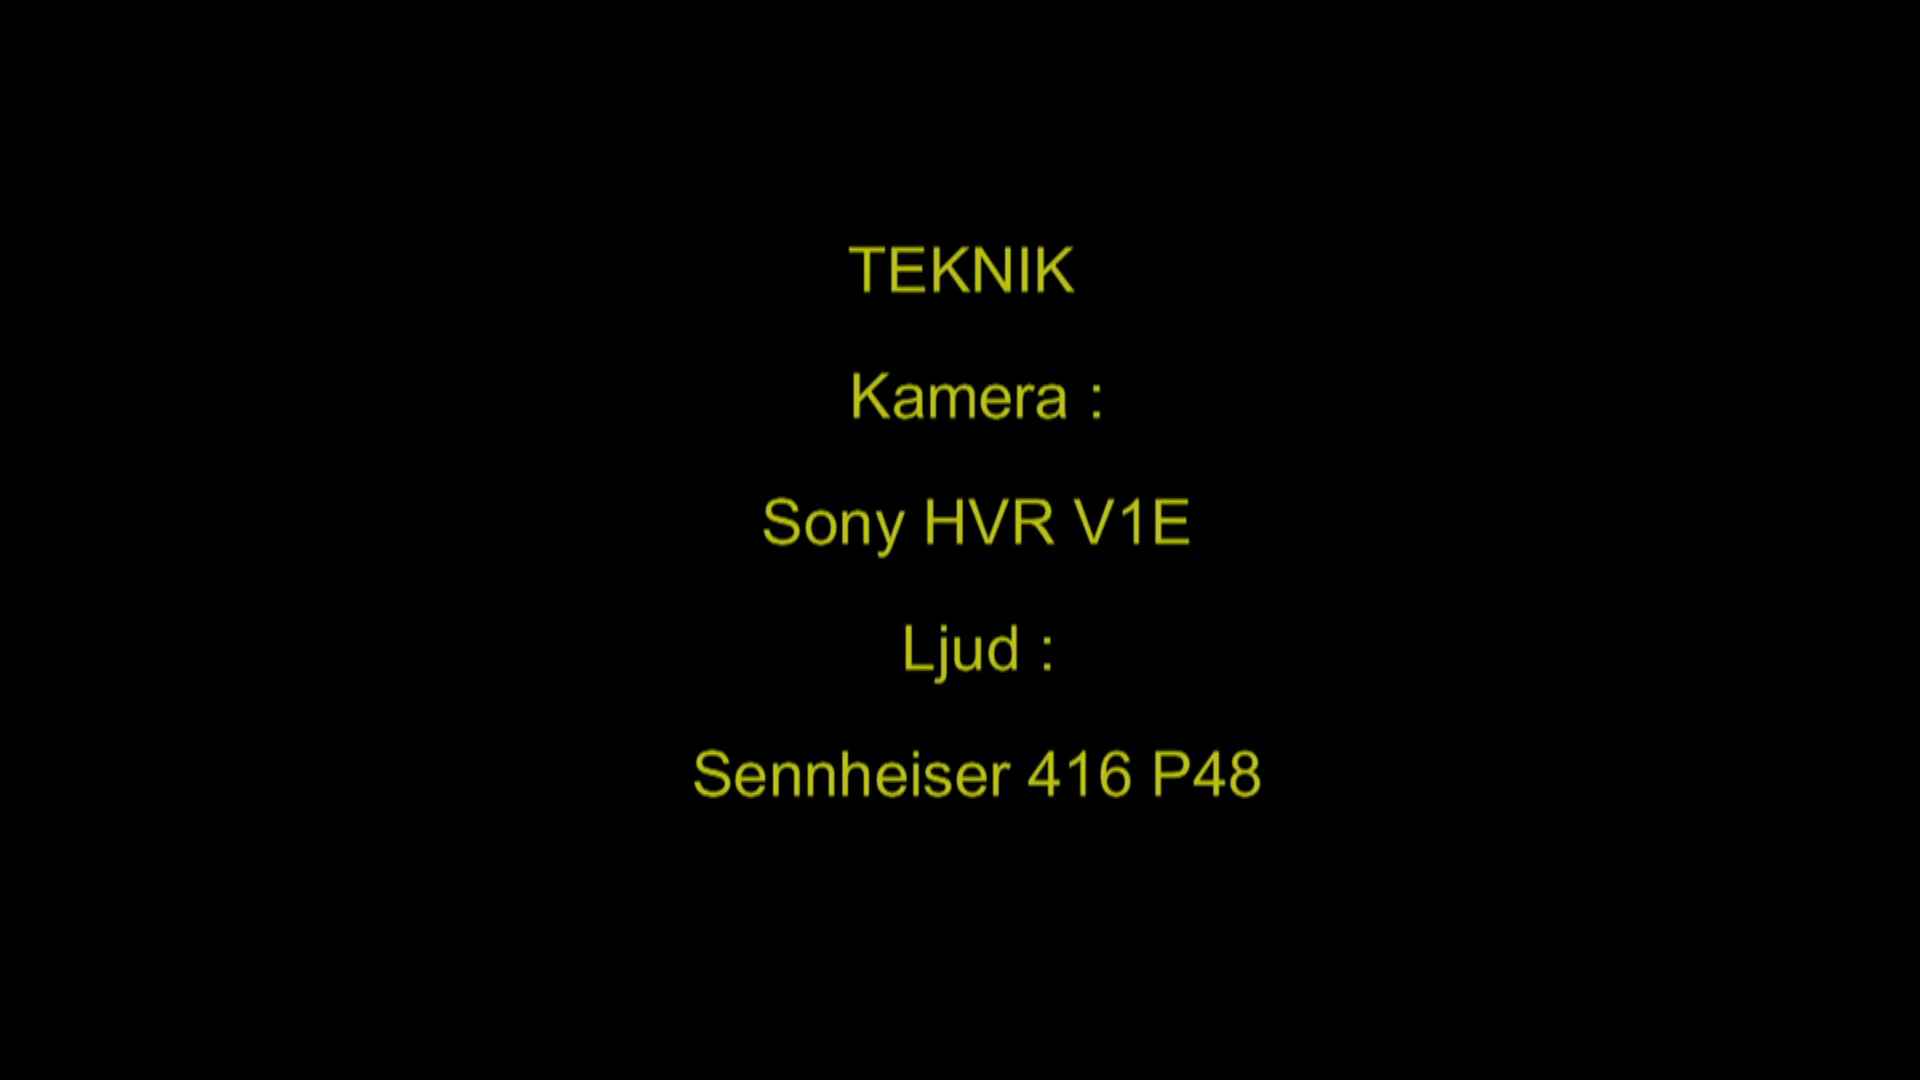 TEKNIK
Kamera :
Sony HVR V1E
Ljud :
Sennheiser 416 P48